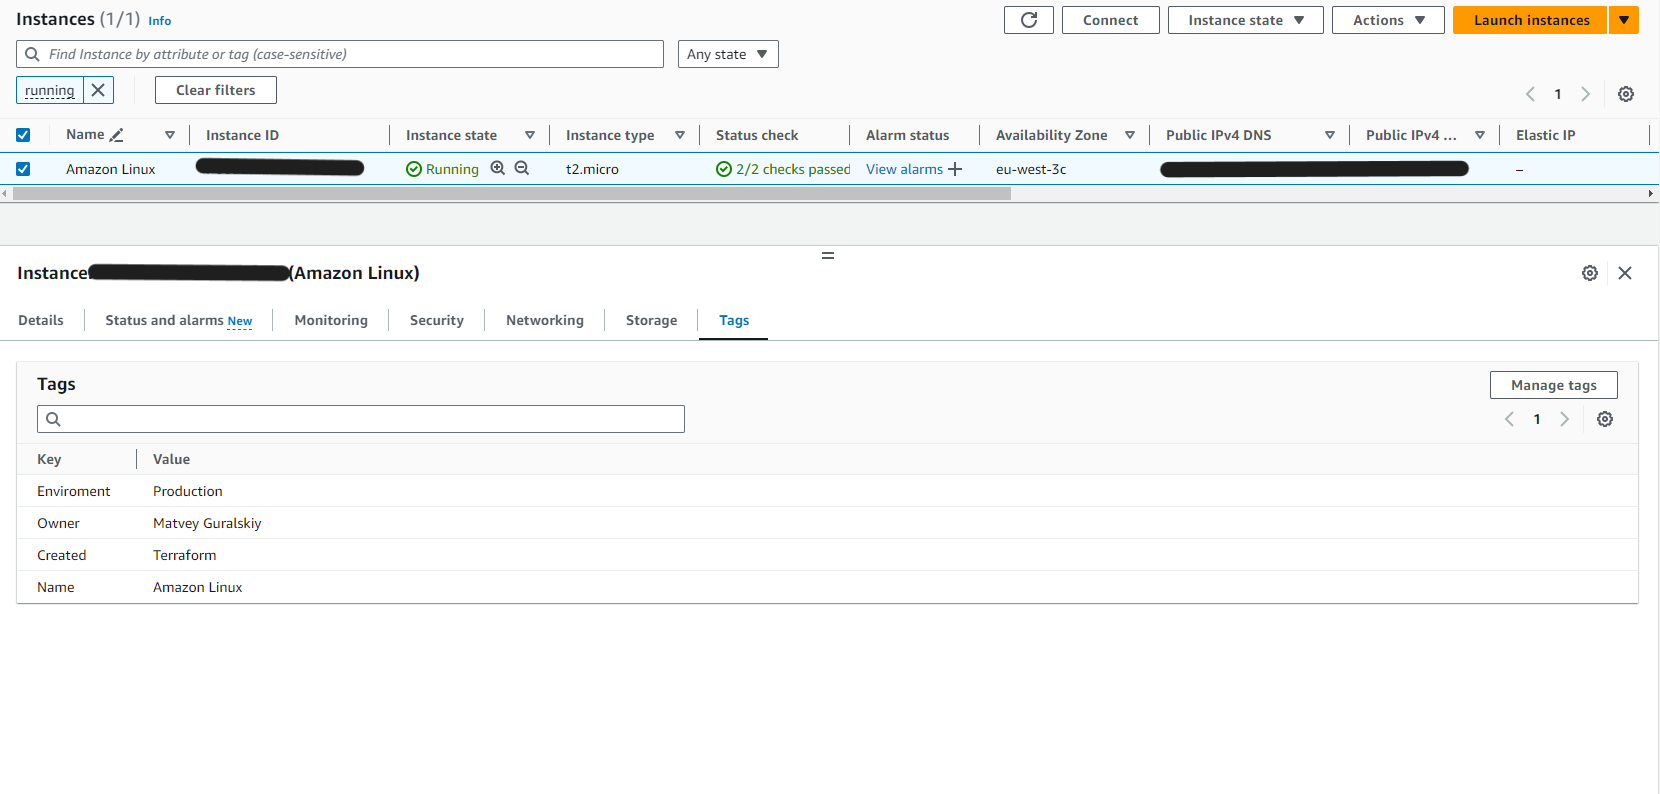 Instances (1/1) Info
Connect Instance state Actions Launch instances
Find Instance by attribute or tag (case-sensitive) Any state
running Clear filters
1
Name Instance ID Instance state Instance type Status check Alarm status Availability Zone Public IPv4 DNS Public IPv4 ... Elastic IP
Amazon Linux Running t2.micro 2/2 checks passed View alarms + eu-west-3c –
Instance: (Amazon Linux)
Details Status and alarms New Monitoring Security Networking Storage Tags
Tags
Manage tags
1
Key Value
Enviroment Production
Owner Matvey Guralskiy
Created Terraform
Name Amazon Linux